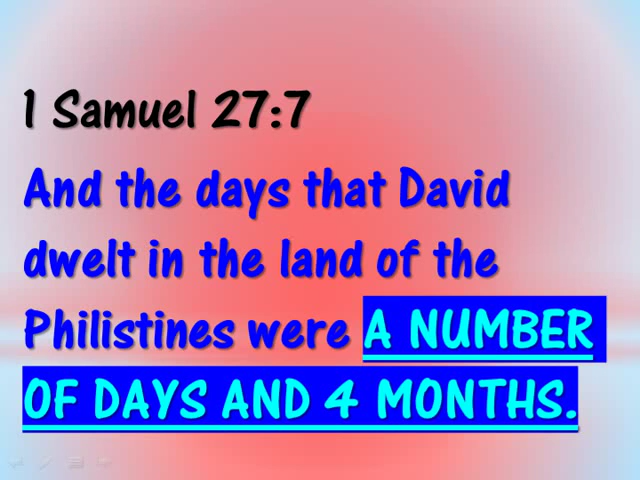 1 Samuel 27:7
And the days that David
dwelt in the land of the
Philistines were A NUMBER
OF DAYS AND 4 MONTHS.